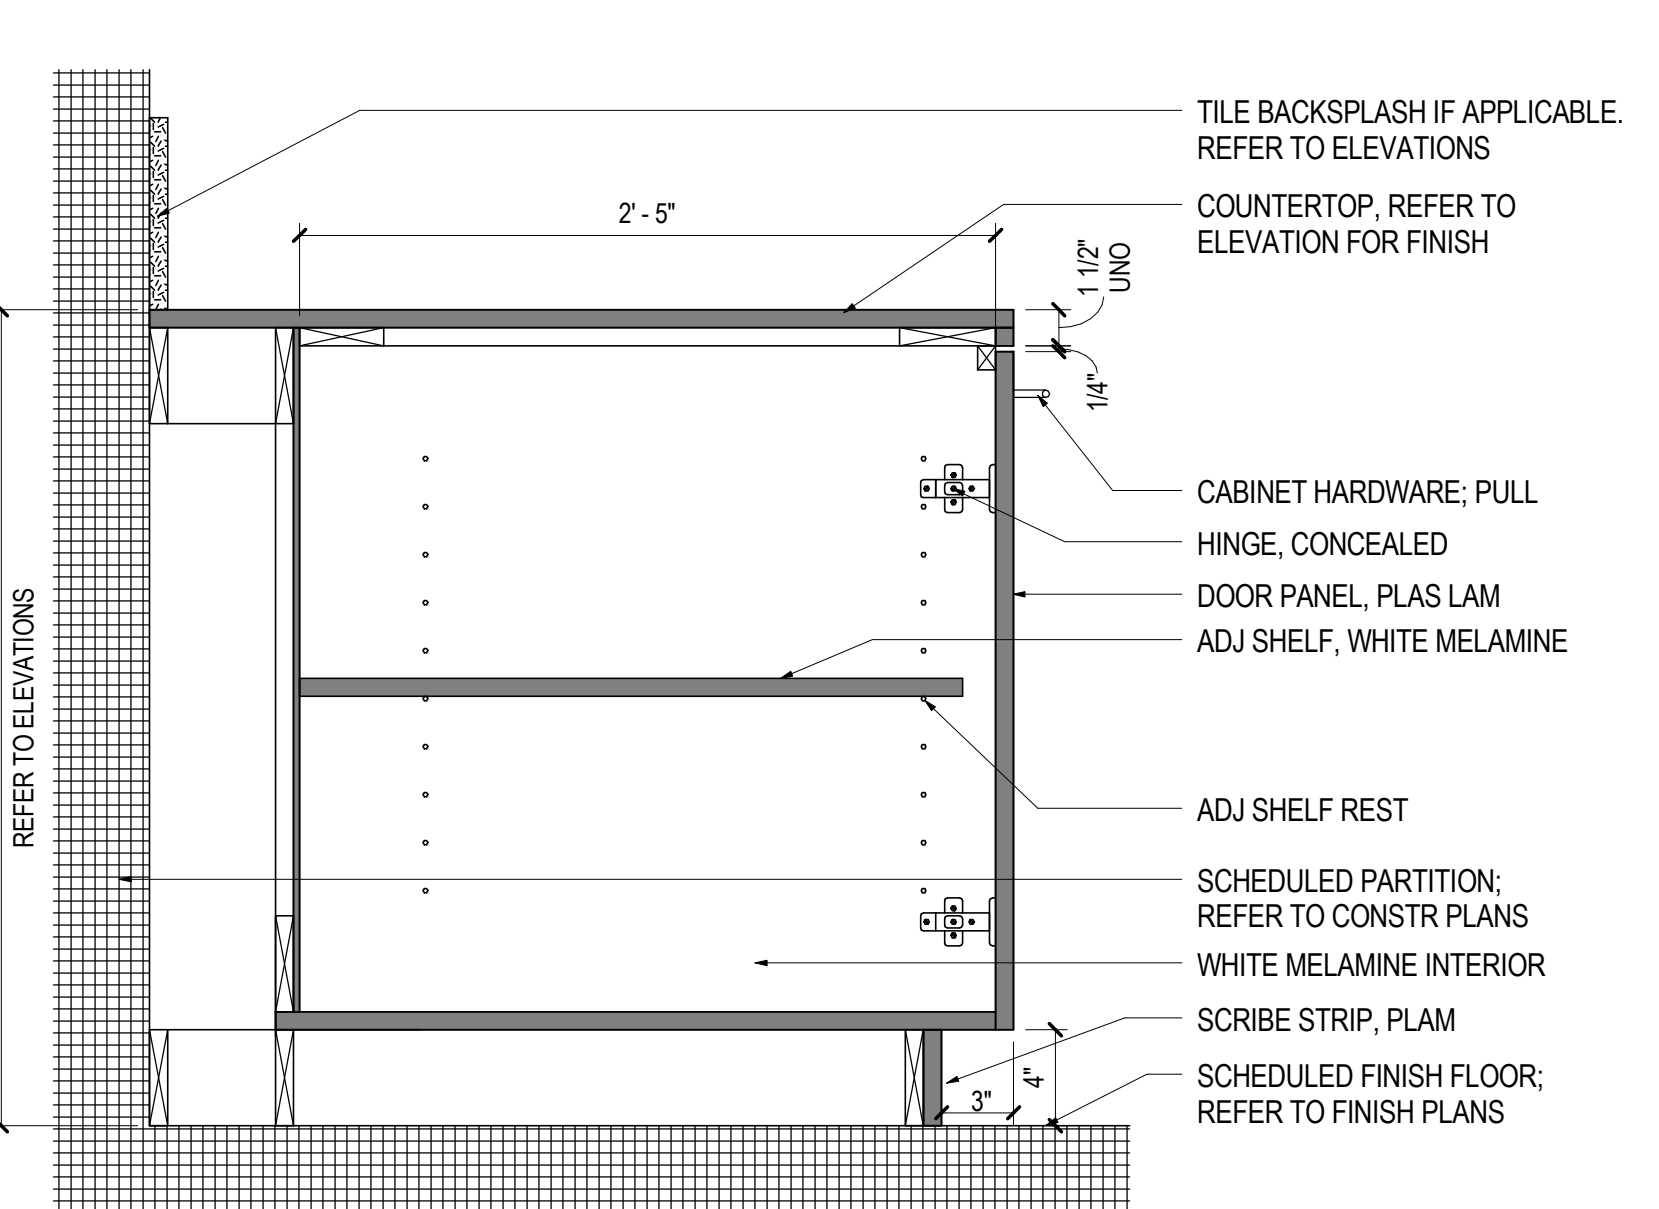 TILE BACKSPLASH IF APPLICABLE.
REFER TO ELEVATIONS
2' - 5"
COUNTERTOP, REFER TO
ELEVATION FOR FINISH
1 1/2"
UNO
1/4"
CABINET HARDWARE; PULL
HINGE, CONCEALED
DOOR PANEL, PLAS LAM
ADJ SHELF, WHITE MELAMINE
REFER TO ELEVATIONS
ADJ SHELF REST
SCHEDULED PARTITION;
REFER TO CONSTR PLANS
WHITE MELAMINE INTERIOR
SCRIBE STRIP, PLAM
4"
3"
SCHEDULED FINISH FLOOR;
REFER TO FINISH PLANS